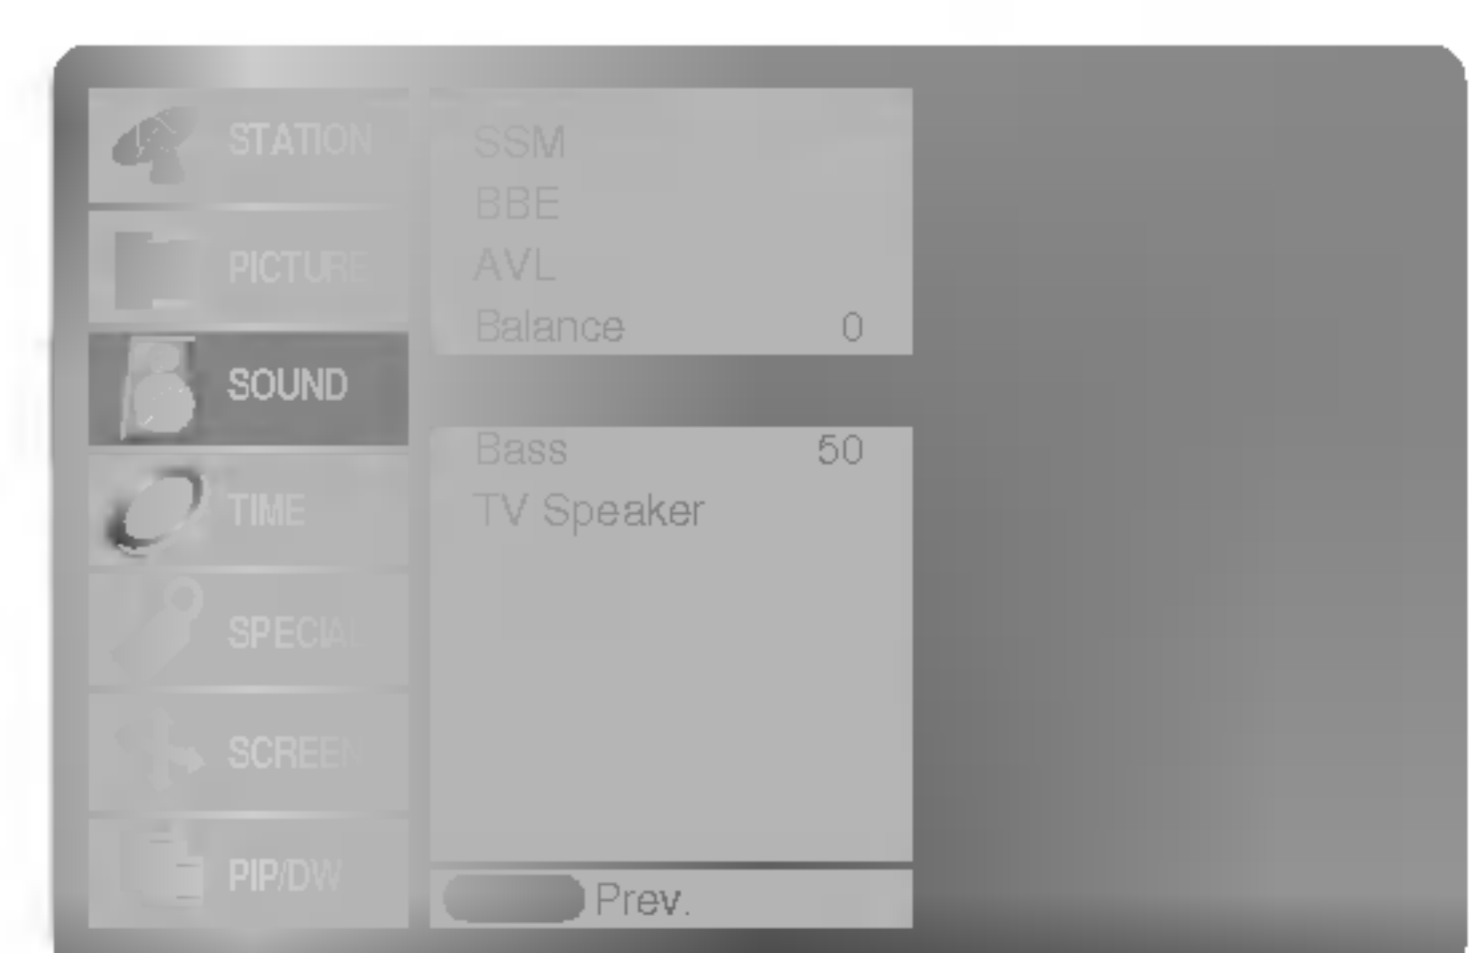 STATION
PICTURE
SOUND
TIME
SPECIAL
SCREEN
PIP/DW
SSM
BBE
AVL
Balance 0
Bass 50
TV Speaker
Prev.